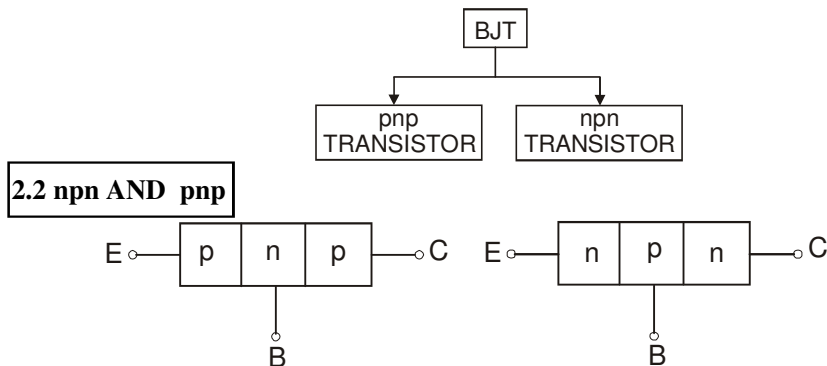 BJT
pnp
TRANSISTOR
npn
TRANSISTOR
2.2 npn AND pnp
E p n p C
B
E n p n C
B